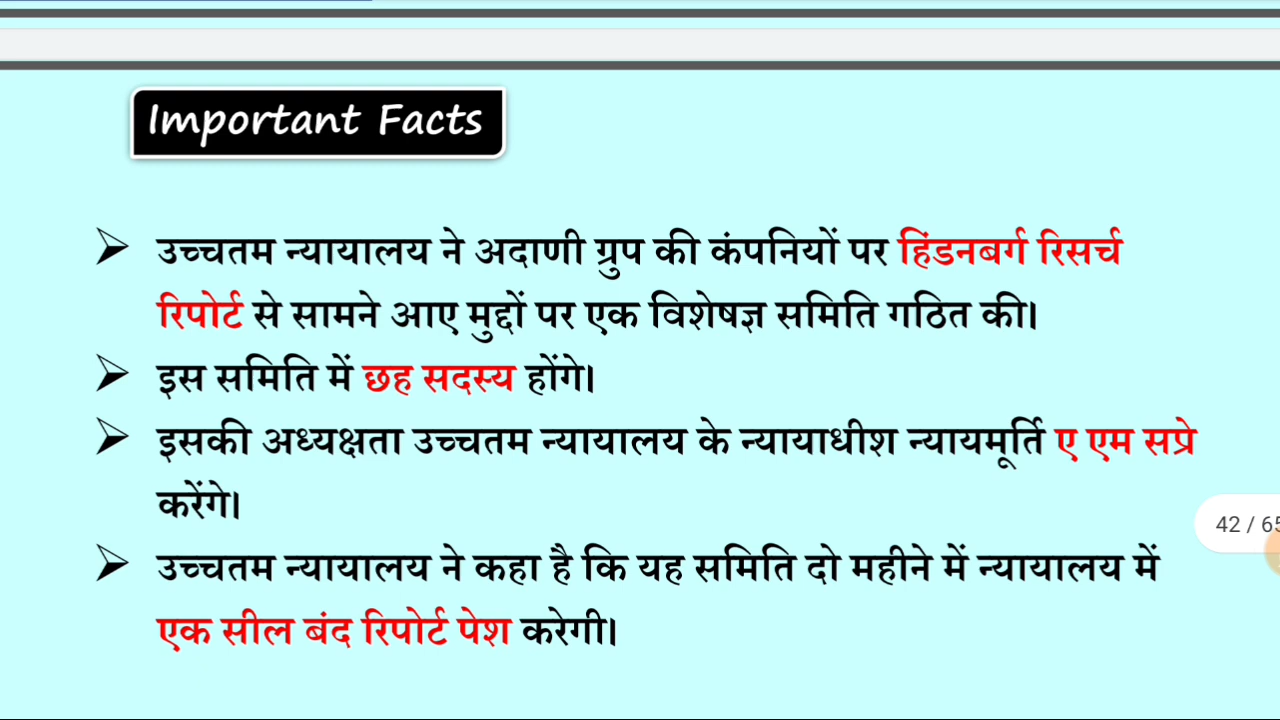 Important Facts
➢ उच्चतम न्यायालय ने अदाणी ग्रुप की कंपनियों पर हिंडनबर्ग रिसर्च
रिपोर्ट से सामने आए मुद्दों पर एक विशेषज्ञ समिति गठित की।
➢ इस समिति में छह सदस्य होंगे।
➢ इसकी अध्यक्षता उच्चतम न्यायालय के न्यायाधीश न्यायमूर्ति ए एम सप्रे
करेंगे।
42 / 65
➢ उच्चतम न्यायालय ने कहा है कि यह समिति दो महीने में न्यायालय में
एक सील बंद रिपोर्ट पेश करेगी।